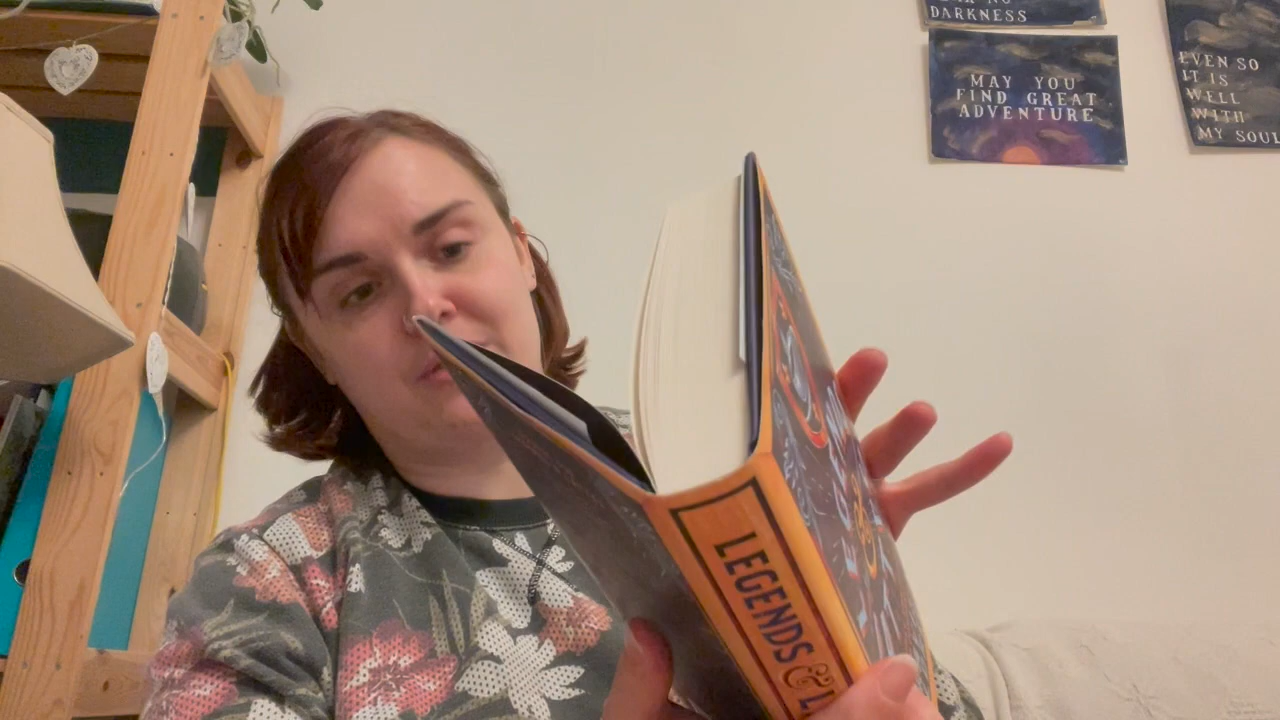 DARKNESS
MAY YOU
FIND GREAT
ADVENTURE
EVEN SO
IT IS
WELL
WITH
MY SOUL
LEGENDS &